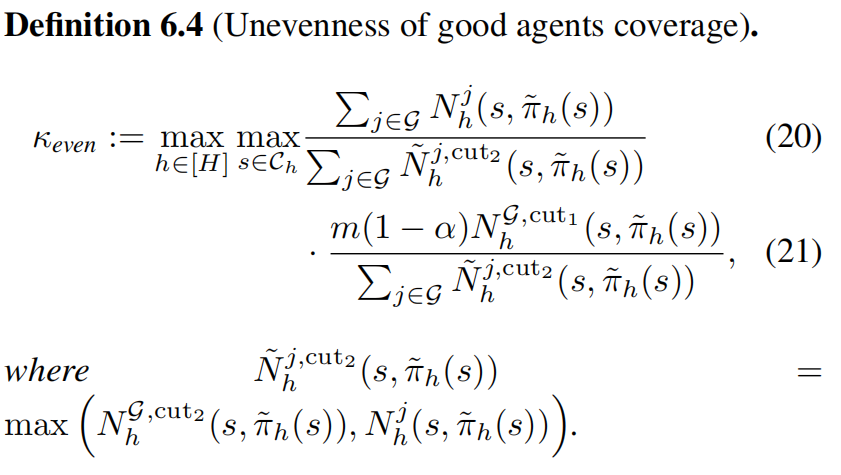 Definition 6.4 (Unevenness of good agents coverage).
$\kappa_{even} := \max_{h \in [H]} \max_{s \in \mathcal{C}_h} \frac{\sum_{j \in \mathcal{G}} N_h^j(s, \tilde{\pi}_h(s))}{\sum_{j \in \mathcal{G}} \tilde{N}_h^{j,\mathrm{cut}_2}(s, \tilde{\pi}_h(s))}$ (20)
$\cdot \frac{m(1-\alpha) N_h^{\mathcal{G},\mathrm{cut}_1}(s, \tilde{\pi}_h(s))}{\sum_{j \in \mathcal{G}} \tilde{N}_h^{j,\mathrm{cut}_2}(s, \tilde{\pi}_h(s))},$ (21)
where $\tilde{N}_h^{j,\mathrm{cut}_2}(s, \tilde{\pi}_h(s))$ =
$\max \left( N_h^{\mathcal{G},\mathrm{cut}_2}(s, \tilde{\pi}_h(s)), N_h^j(s, \tilde{\pi}_h(s)) \right).$